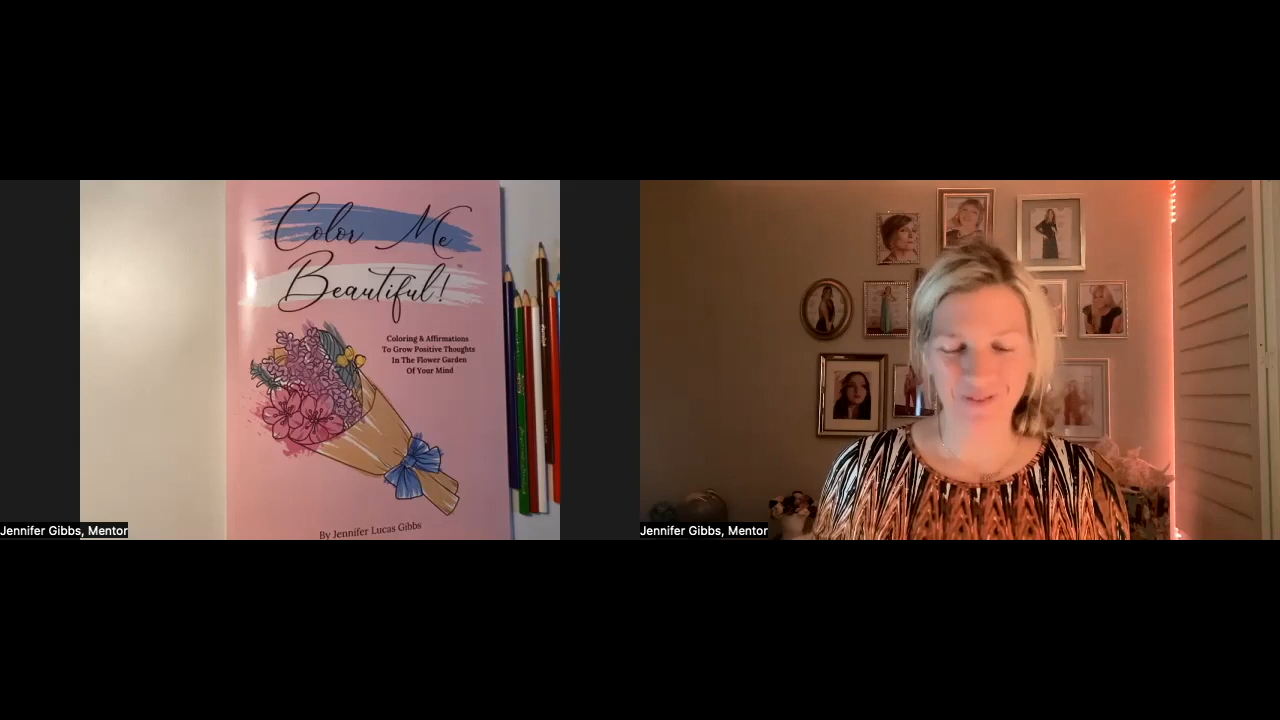 Color Me
Beautiful!
™
Coloring & Affirmations
To Grow Positive Thoughts
In The Flower Garden
Of Your Mind
By Jennifer Lucas Gibbs
Jennifer Gibbs, Mentor
Jennifer Gibbs, Mentor